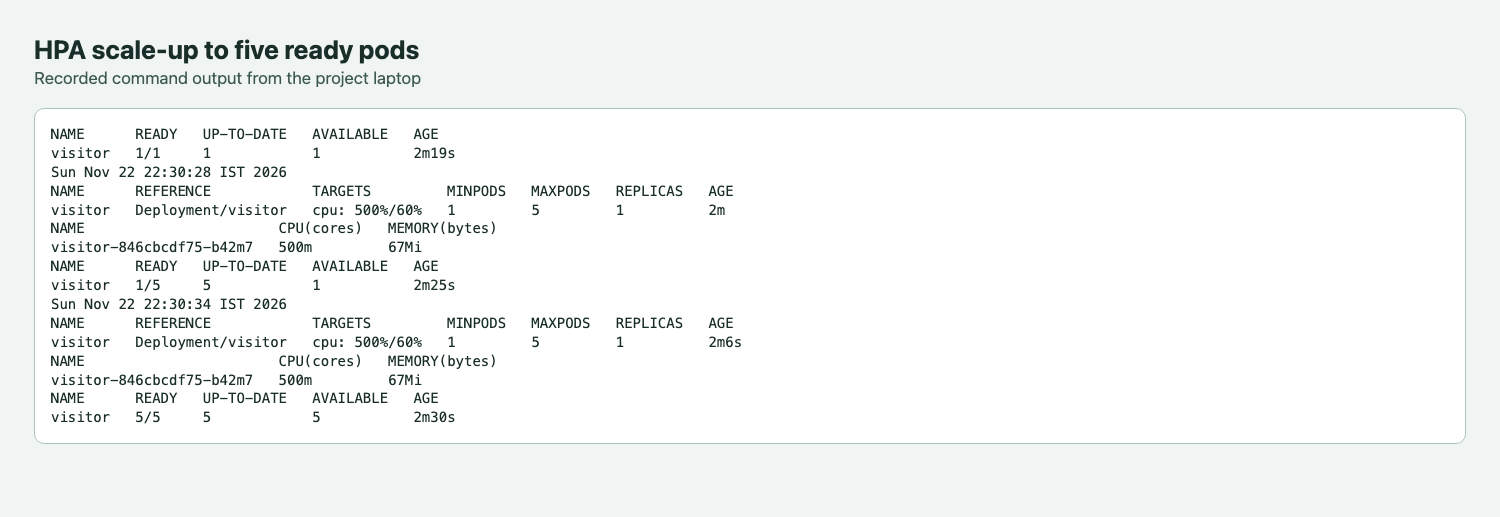 HPA scale-up to five ready pods
Recorded command output from the project laptop
NAME      READY   UP-TO-DATE   AVAILABLE   AGE
visitor   1/1     1            1           2m19s
Sun Nov 22 22:30:28 IST 2026
NAME      REFERENCE            TARGETS         MINPODS   MAXPODS   REPLICAS   AGE
visitor   Deployment/visitor   cpu: 500%/60%   1         5         1          2m
NAME                       CPU(cores)   MEMORY(bytes)
visitor-846cbcdf75-b42m7   500m         67Mi
NAME      READY   UP-TO-DATE   AVAILABLE   AGE
visitor   1/5     5            1           2m25s
Sun Nov 22 22:30:34 IST 2026
NAME      REFERENCE            TARGETS         MINPODS   MAXPODS   REPLICAS   AGE
visitor   Deployment/visitor   cpu: 500%/60%   1         5         1          2m6s
NAME                       CPU(cores)   MEMORY(bytes)
visitor-846cbcdf75-b42m7   500m         67Mi
NAME      READY   UP-TO-DATE   AVAILABLE   AGE
visitor   5/5     5            5           2m30s